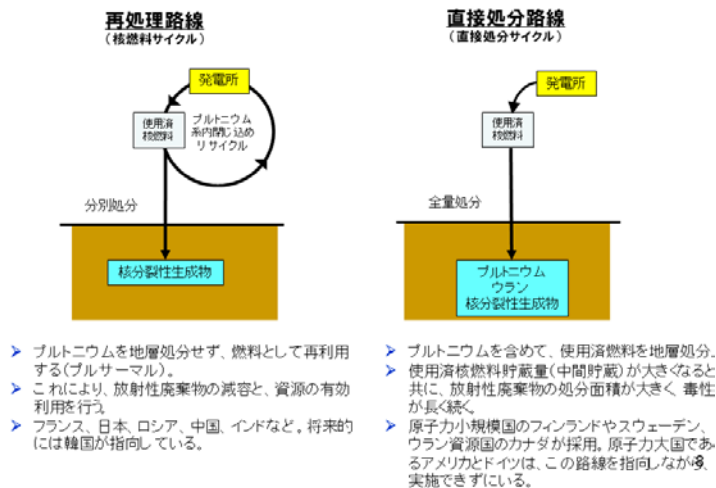 再処理路線
(核燃料サイクル)
発電所
使用済
核燃料
プルトニウム
系内閉じ込め
リサイクル
分別処分
核分裂性生成物
プルトニウムを地層処分せず、燃料として再利用
する(プルサーマル)。
これにより、放射性廃棄物の減容と、資源の有効
利用を行う。
フランス、日本、ロシア、中国、インドなど。将来的
には韓国が指向している。
直接処分路線
(直接処分サイクル)
発電所
使用済
核燃料
全量処分
プルトニウム
ウラン
核分裂性生成物
プルトニウムを含めて、使用済燃料を地層処分。
使用済核燃料貯蔵量(中間貯蔵)が大きくなると
共に、放射性廃棄物の処分面積が大きく、毒性
が長く続く。
原子力小規模国のフィンランドやスウェーデン、
ウラン資源国のカナダが採用。原子力大国であ
るアメリカとドイツは、この路線を指向しながら、
実施できずにいる。
8